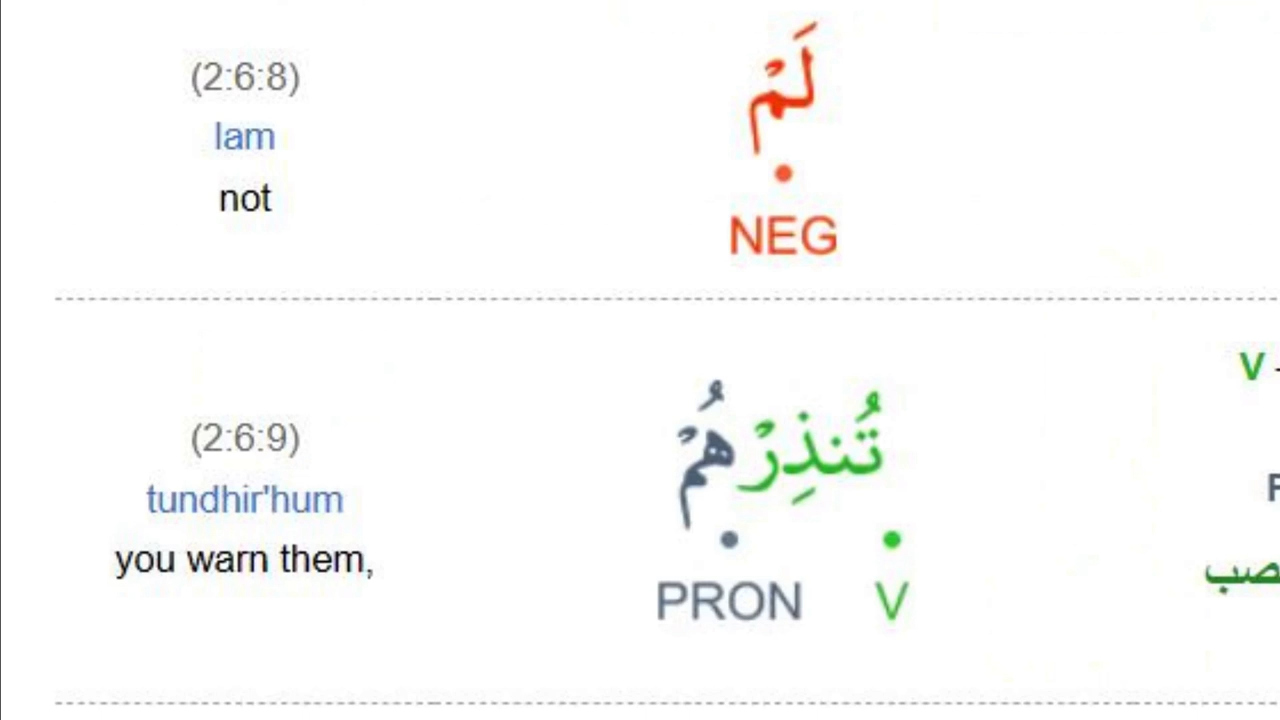 (2:6:8)
lam
not
لَمْ
NEG
(2:6:9)
tundhir'hum
you warn them,
تُنذِرْهُمْ
PRON V
V -